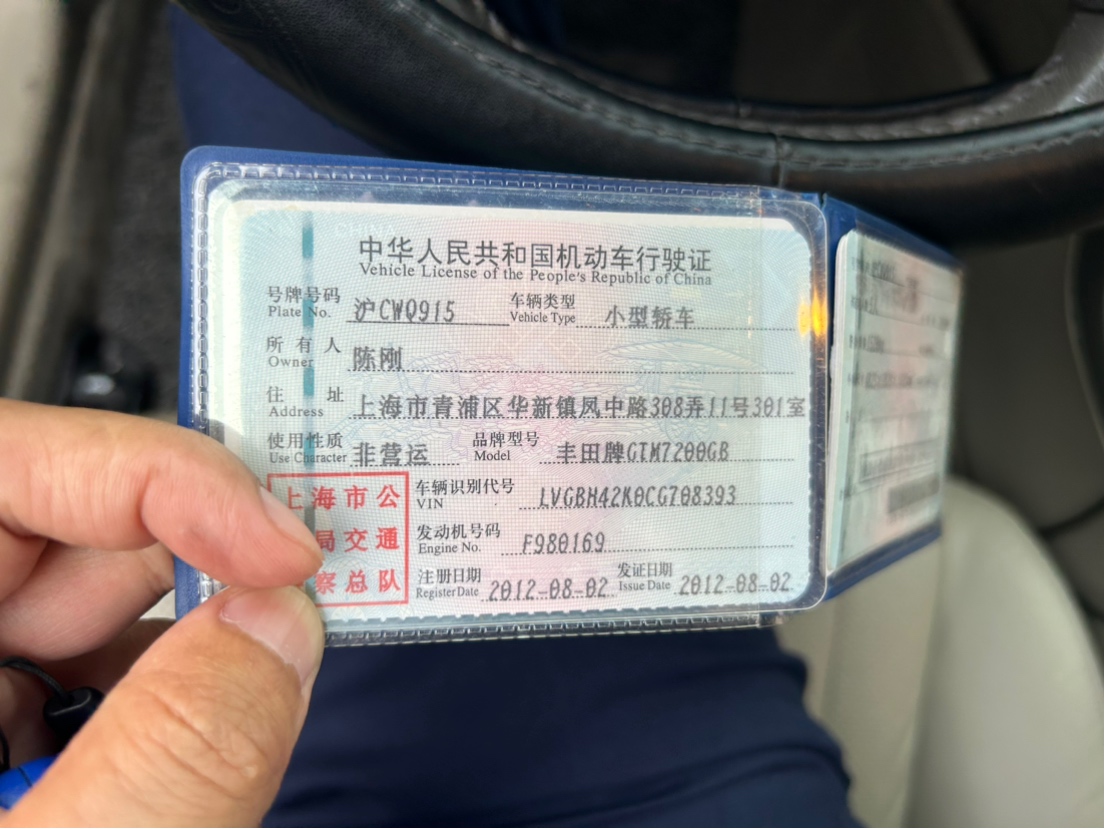 中华人民共和国机动车行驶证
Vehicle License of the People's Republic of China
号牌号码 沪CWQ915 车辆类型 小型轿车
Plate No. Vehicle Type
所有人 陈刚
Owner
住址 上海市青浦区华新镇凤中路308弄11号301室
Address
使用性质 非营运 品牌型号 丰田牌GTM7200GB
Use Character Model
上海市公 车辆识别代号 LVGBH42K0CG708393
VIN
局交通 发动机号码 F980169
Engine No.
察总队 注册日期 2012-08-02 发证日期 2012-08-02
Register Date Issue Date